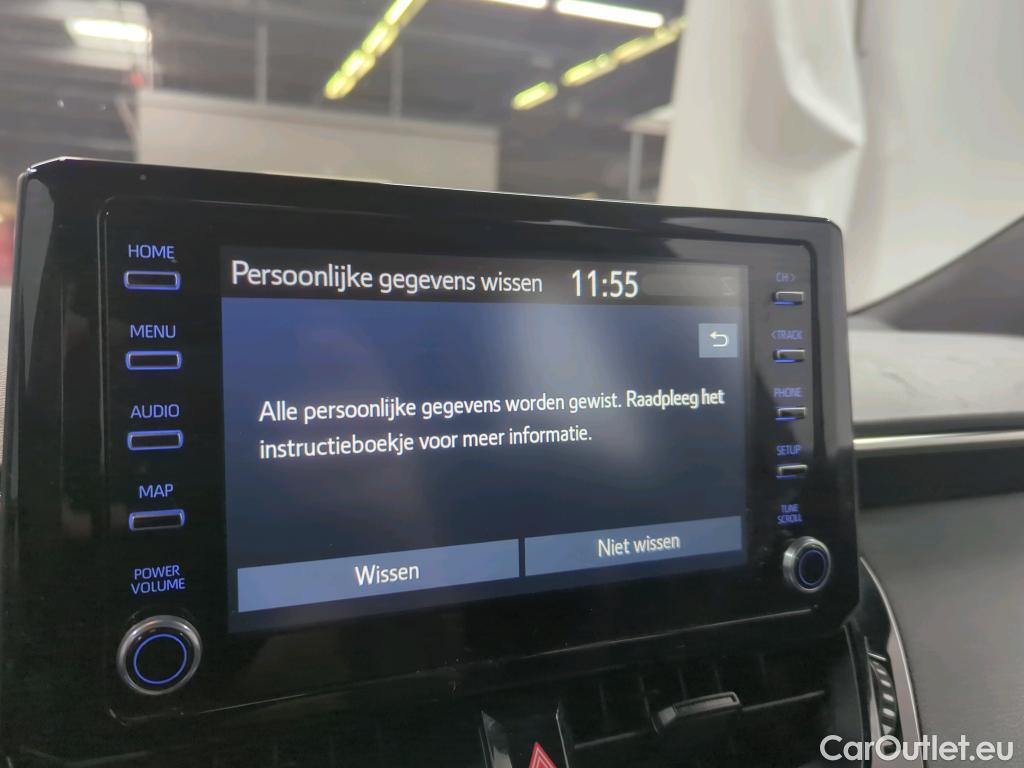 HOME
MENU
AUDIO
MAP
POWER
VOLUME
Persoonlijke gegevens wissen 11:55
Alle persoonlijke gegevens worden gewist. Raadpleeg het
instructieboekje voor meer informatie.
Wissen Niet wissen
CH >
< TRACK
PHONE
SETUP
TUNE
SCROLL
CarOutlet.eu